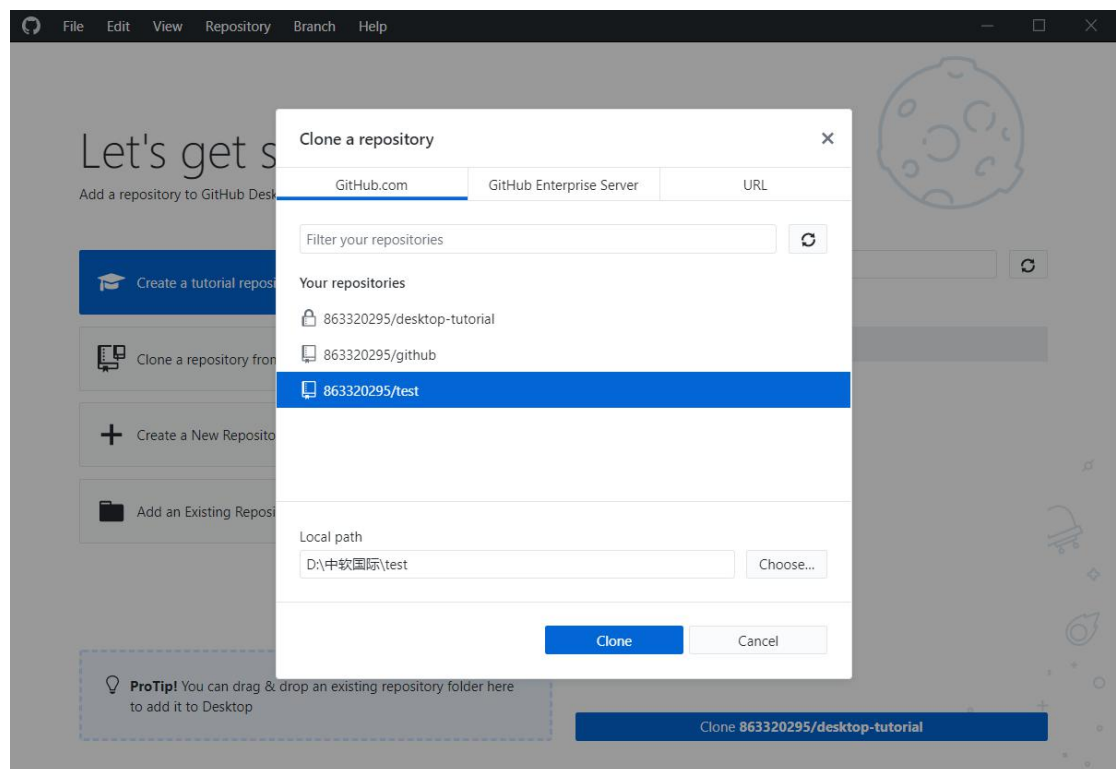 File Edit View Repository Branch Help
Let's get s
Add a repository to GitHub Desk
Create a tutorial reposi
Clone a repository from
Create a New Reposito
Add an Existing Reposi
Clone a repository
GitHub.com GitHub Enterprise Server URL
Filter your repositories
Your repositories
863320295/desktop-tutorial
863320295/github
863320295/test
Local path
D:\中软国际\test
Choose...
Clone Cancel
ProTip! You can drag & drop an existing repository folder here
to add it to Desktop
Clone 863320295/desktop-tutorial